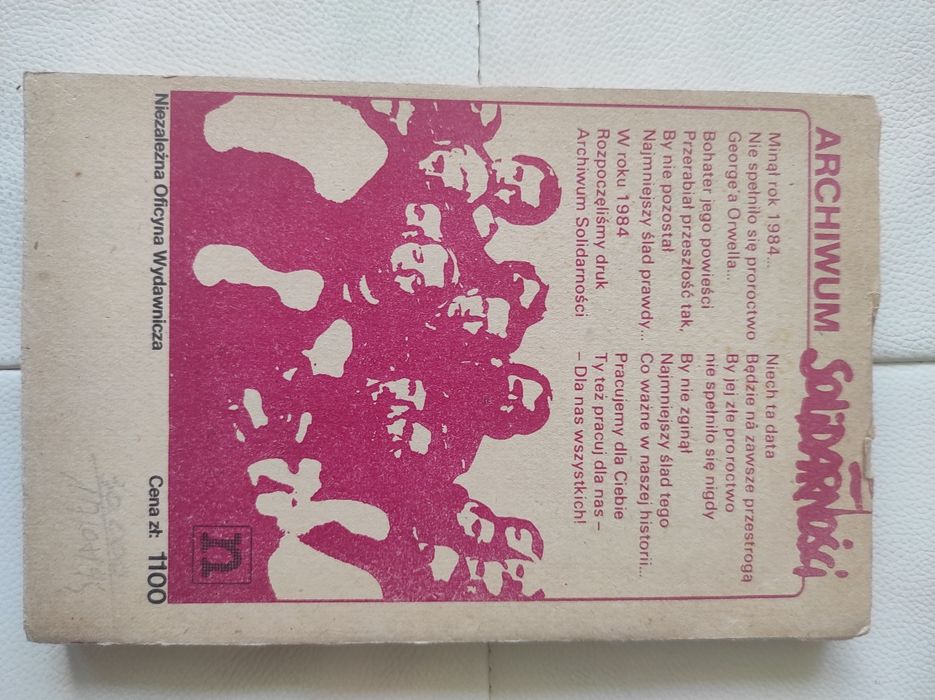 ARCHIWUM SOLIDARNOŚCI
Minął rok 1984...
Nie spełniło się proroctwo
George'a Orwella...
Bohater jego powieści
Przerabiał przeszłość tak,
By nie pozostał
Najmniejszy ślad prawdy...
W roku 1984
Rozpoczęliśmy druk
Archiwum Solidarności
Niech ta data
Będzie na zawsze przestrogą
By jej złe proroctwo
nie spełniło się nigdy
By nie zginął
Najmniejszy ślad tego
Co ważne w naszej historii...
Pracujemy dla Ciebie
Ty też pracuj dla nas –
– Dla nas wszystkich!
n
Niezależna Oficyna Wydawnicza
Cena zł: 1100